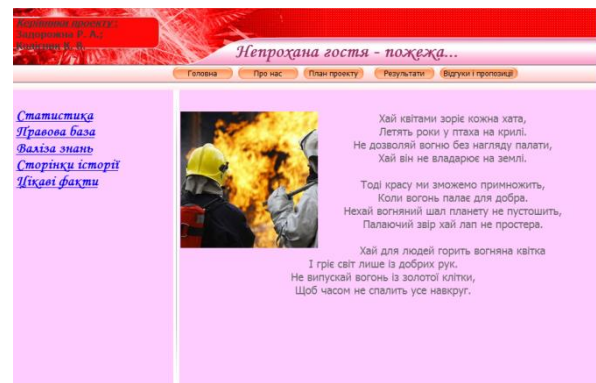 Керівники проекту:
Задорожна Р. А.;
Непрохана гостя - пожежа...
Головна
Про нас
План проекту
Результати
Відгуки і пропозиції
Статистика
Правова база
Валіза знань
Сторінки історії
Цікаві факти
Хай квітами зоріє кожна хата,
Летять роки у птаха на крилі.
Не дозволяй вогню без нагляду палати,
Хай він не владарює на землі.
Тоді красу ми зможемо примножить,
Коли вогонь палає для добра.
Нехай вогняний шал планету не пустошить,
Палаючий звір хай лап не простера.
Хай для людей горить вогняна квітка
І гріє світ лише із добрих рук.
Не випускай вогонь із золотої клітки,
Щоб часом не спалить усе навкруг.